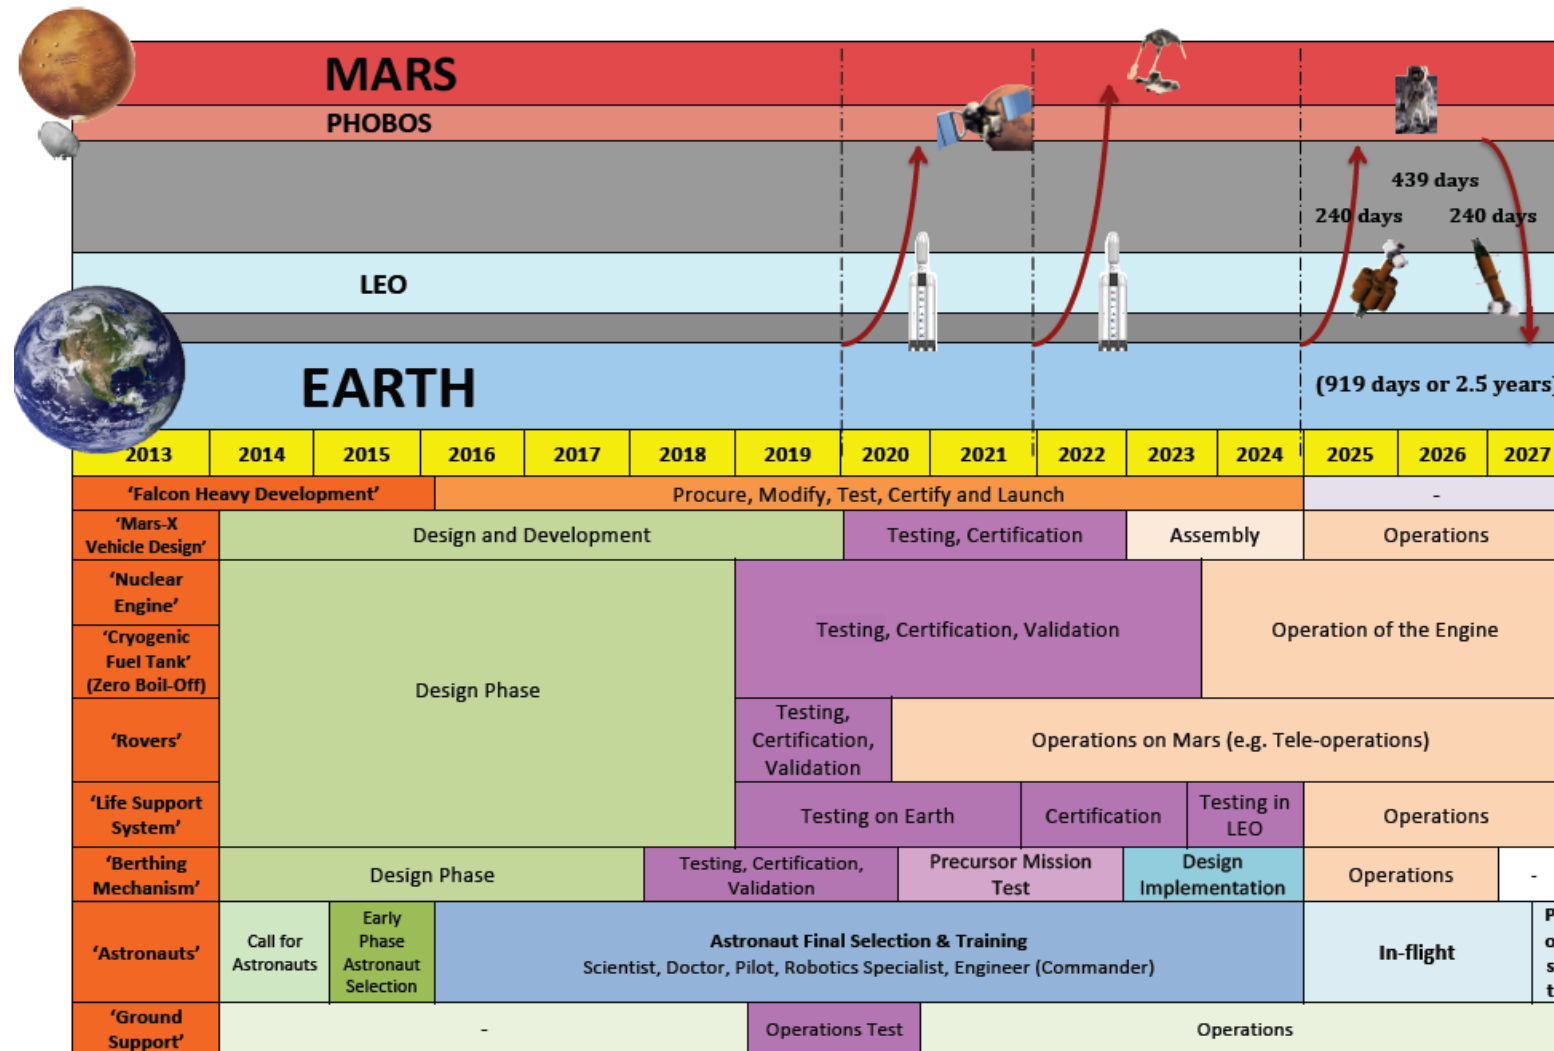 MARS
PHOBOS
439 days
240 days
240 days
LEO
EARTH
(919 days or 2.5 years)
2013 2014 2015 2016 2017 2018 2019 2020 2021 2022 2023 2024 2025 2026 2027
‘Falcon Heavy Development’
Procure, Modify, Test, Certify and Launch
-
‘Mars-X
Vehicle Design’
Design and Development
Testing, Certification
Assembly
Operations
‘Nuclear
Engine’
‘Cryogenic
Fuel Tank’
(Zero Boil-Off)
Design Phase
Testing, Certification, Validation
Operation of the Engine
‘Rovers’
Testing,
Certification,
Validation
Operations on Mars (e.g. Tele-operations)
‘Life Support
System’
Testing on Earth
Certification
Testing in
LEO
Operations
‘Berthing
Mechanism’
Design Phase
Testing, Certification,
Validation
Precursor Mission
Test
Design
Implementation
Operations
-
‘Astronauts’
Call for
Astronauts
Early
Phase
Astronaut
Selection
Astronaut Final Selection & Training
Scientist, Doctor, Pilot, Robotics Specialist, Engineer (Commander)
In-flight
‘Ground
Support’
-
Operations Test
Operations